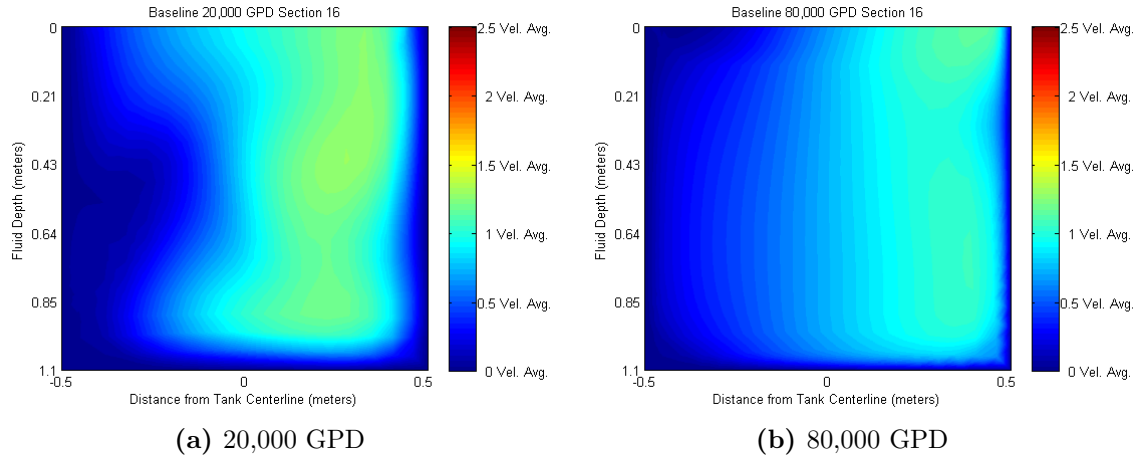 Baseline 20,000 GPD Section 16
0
0.21
0.43
0.64
0.85
1.1
Fluid Depth (meters)
-0.5
0
0.5
Distance from Tank Centerline (meters)
2.5 Vel. Avg.
2 Vel. Avg.
1.5 Vel. Avg.
1 Vel. Avg.
0.5 Vel. Avg.
0 Vel. Avg.
(a) 20,000 GPD
Baseline 80,000 GPD Section 16
0
0.21
0.43
0.64
0.85
1.1
Fluid Depth (meters)
-0.5
0
0.5
Distance from Tank Centerline (meters)
2.5 Vel. Avg.
2 Vel. Avg.
1.5 Vel. Avg.
1 Vel. Avg.
0.5 Vel. Avg.
0 Vel. Avg.
(b) 80,000 GPD